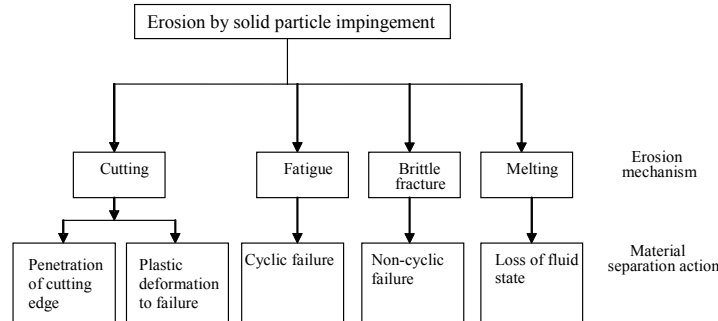 Erosion by solid particle impingement
Cutting
Fatigue
Brittle
fracture
Melting
Erosion
mechanism
Penetration
of cutting
edge
Plastic
deformation
to failure
Cyclic failure
Non-cyclic
failure
Loss of fluid
state
Material
separation action